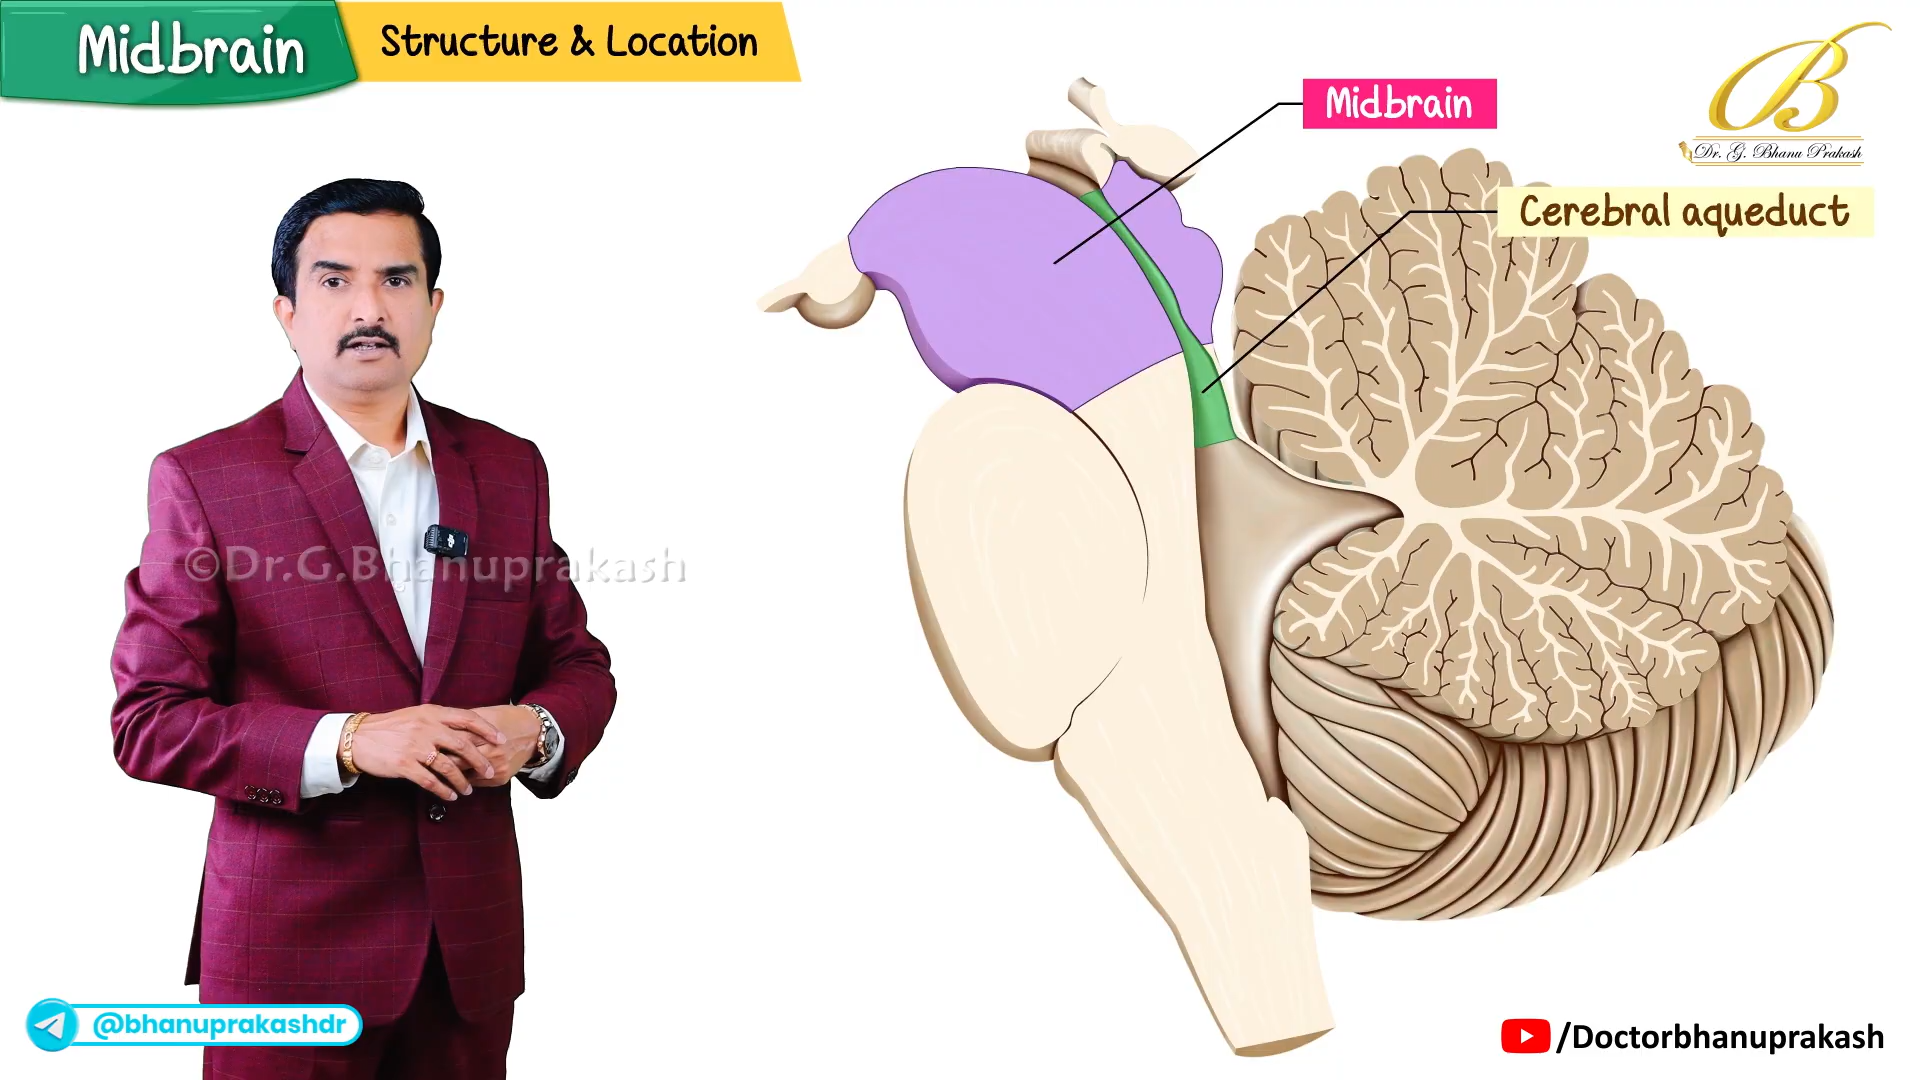 Midbrain
Structure & Location
Midbrain
B
Dr. G. Bhanu Prakash
Cerebral aqueduct
©Dr.G.Bhanuprakash
@bhanuprakashdr
/Doctorbhanuprakash